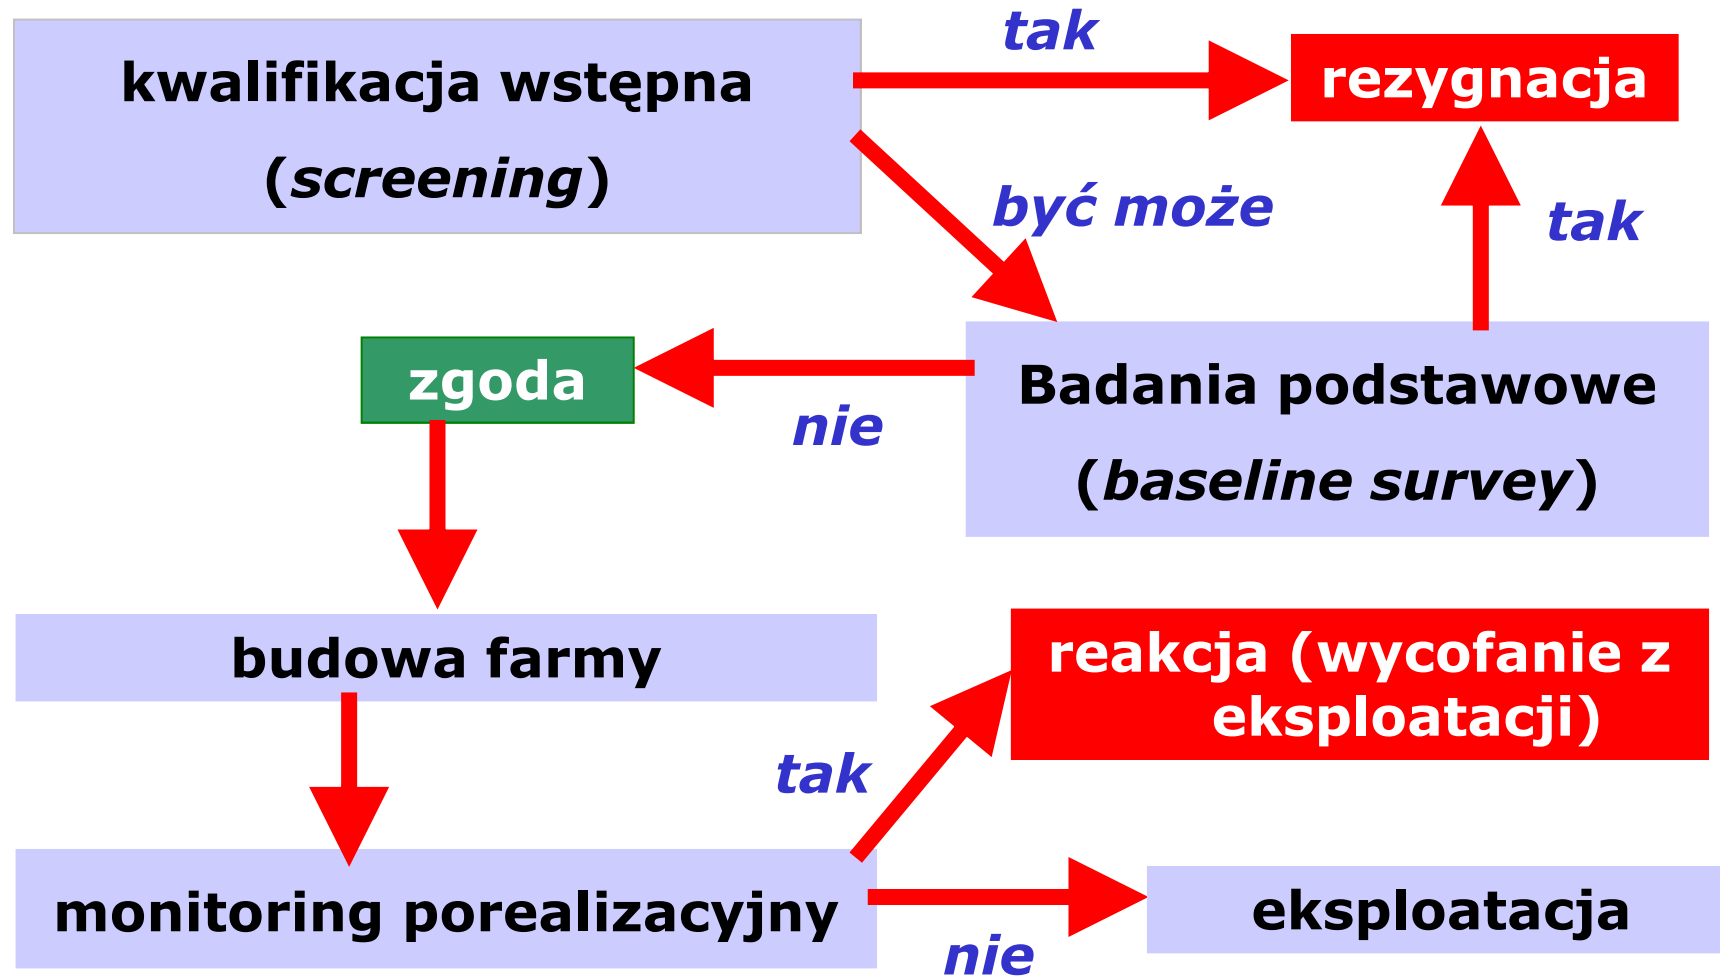 tak
kwalifikacja wstępna
(screening)
rezygnacja
być może
tak
zgoda
nie
Badania podstawowe
(baseline survey)
budowa farmy
reakcja (wycofanie z
eksploatacji)
tak
monitoring porealizacyjny
nie
eksploatacja